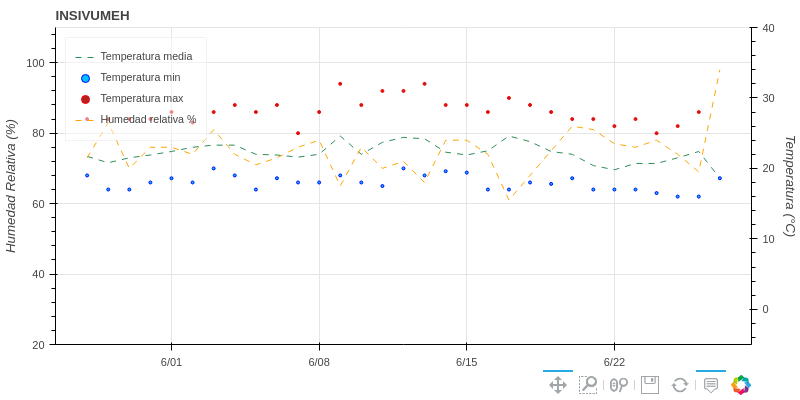 INSIVUMEH
Temperatura media
Temperatura min
Temperatura max
Humedad relativa %
Humedad Relativa (%)
100
80
60
40
20
Temperatura (°C)
40
30
20
10
0
6/01
6/08
6/15
6/22